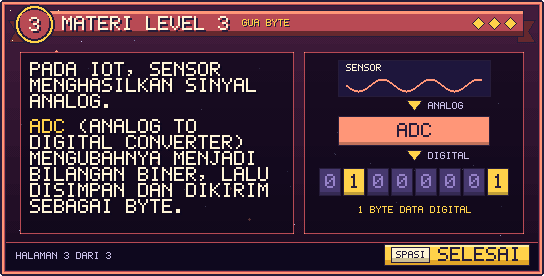 3 MATERI LEVEL 3 GUA BYTE
PADA IOT, SENSOR
MENGHASILKAN SINYAL
ANALOG.
ADC (ANALOG TO
DIGITAL CONVERTER)
MENGUBAHNYA MENJADI
BILANGAN BINER, LALU
DISIMPAN DAN DIKIRIM
SEBAGAI BYTE.
SENSOR
ANALOG
ADC
DIGITAL
0 1 0 0 0 0 0 1
1 BYTE DATA DIGITAL
HALAMAN 3 DARI 3
SPASI SELESAI